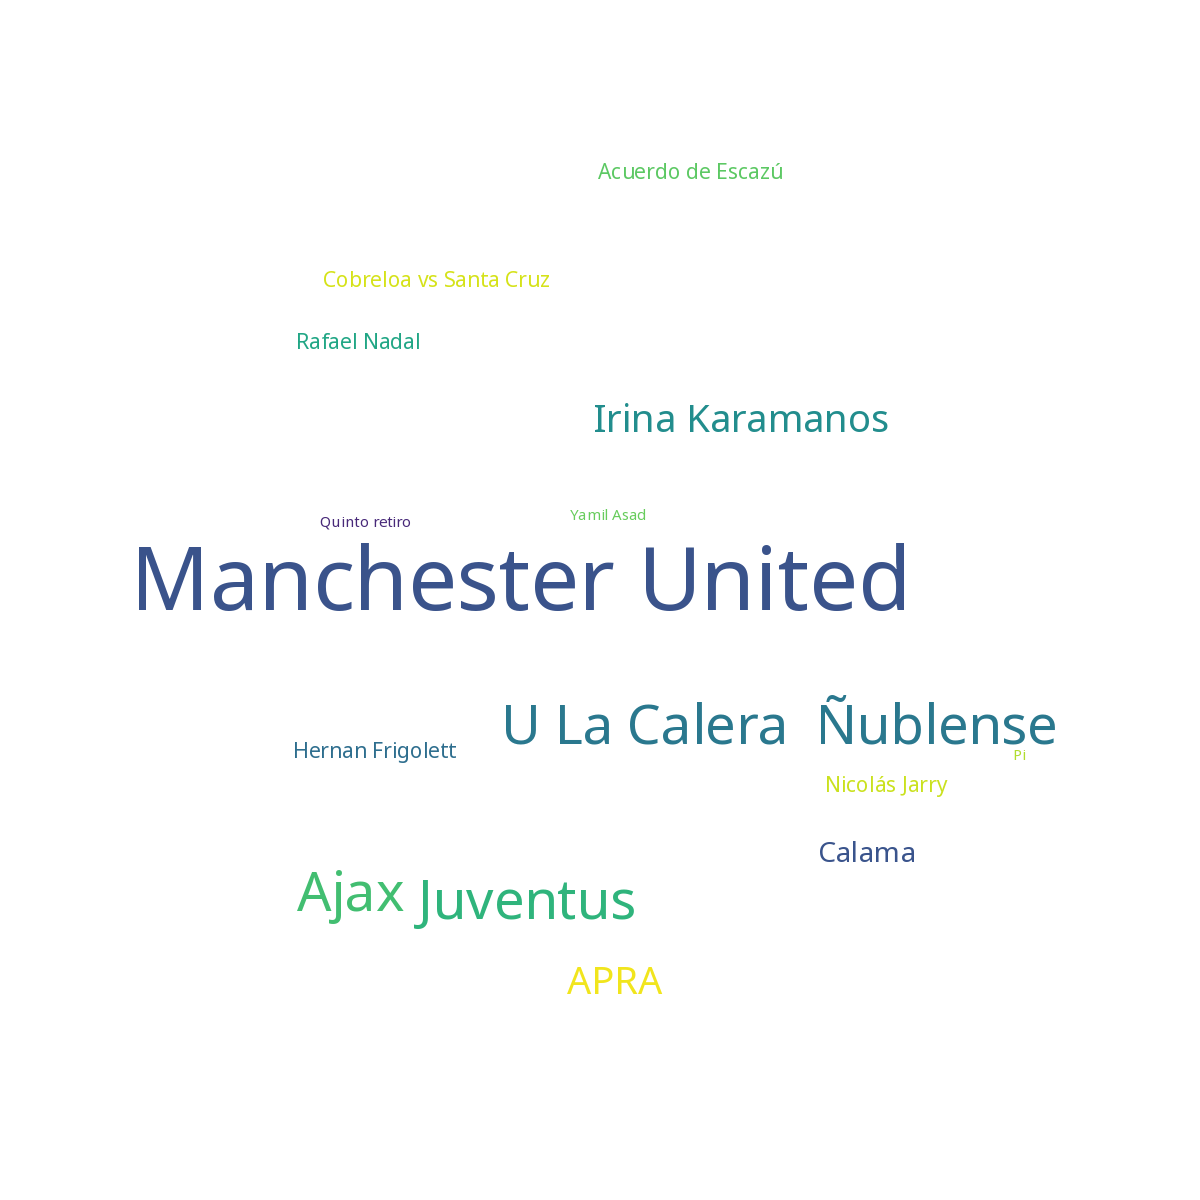 Acuerdo de Escazú
Cobreloa vs Santa Cruz
Rafael Nadal
Irina Karamanos
Quinto retiro
Yamil Asad
Manchester United
U La Calera
Ñublense
Hernan Frigolett
Pi
Nicolás Jarry
Calama
Ajax
Juventus
APRA